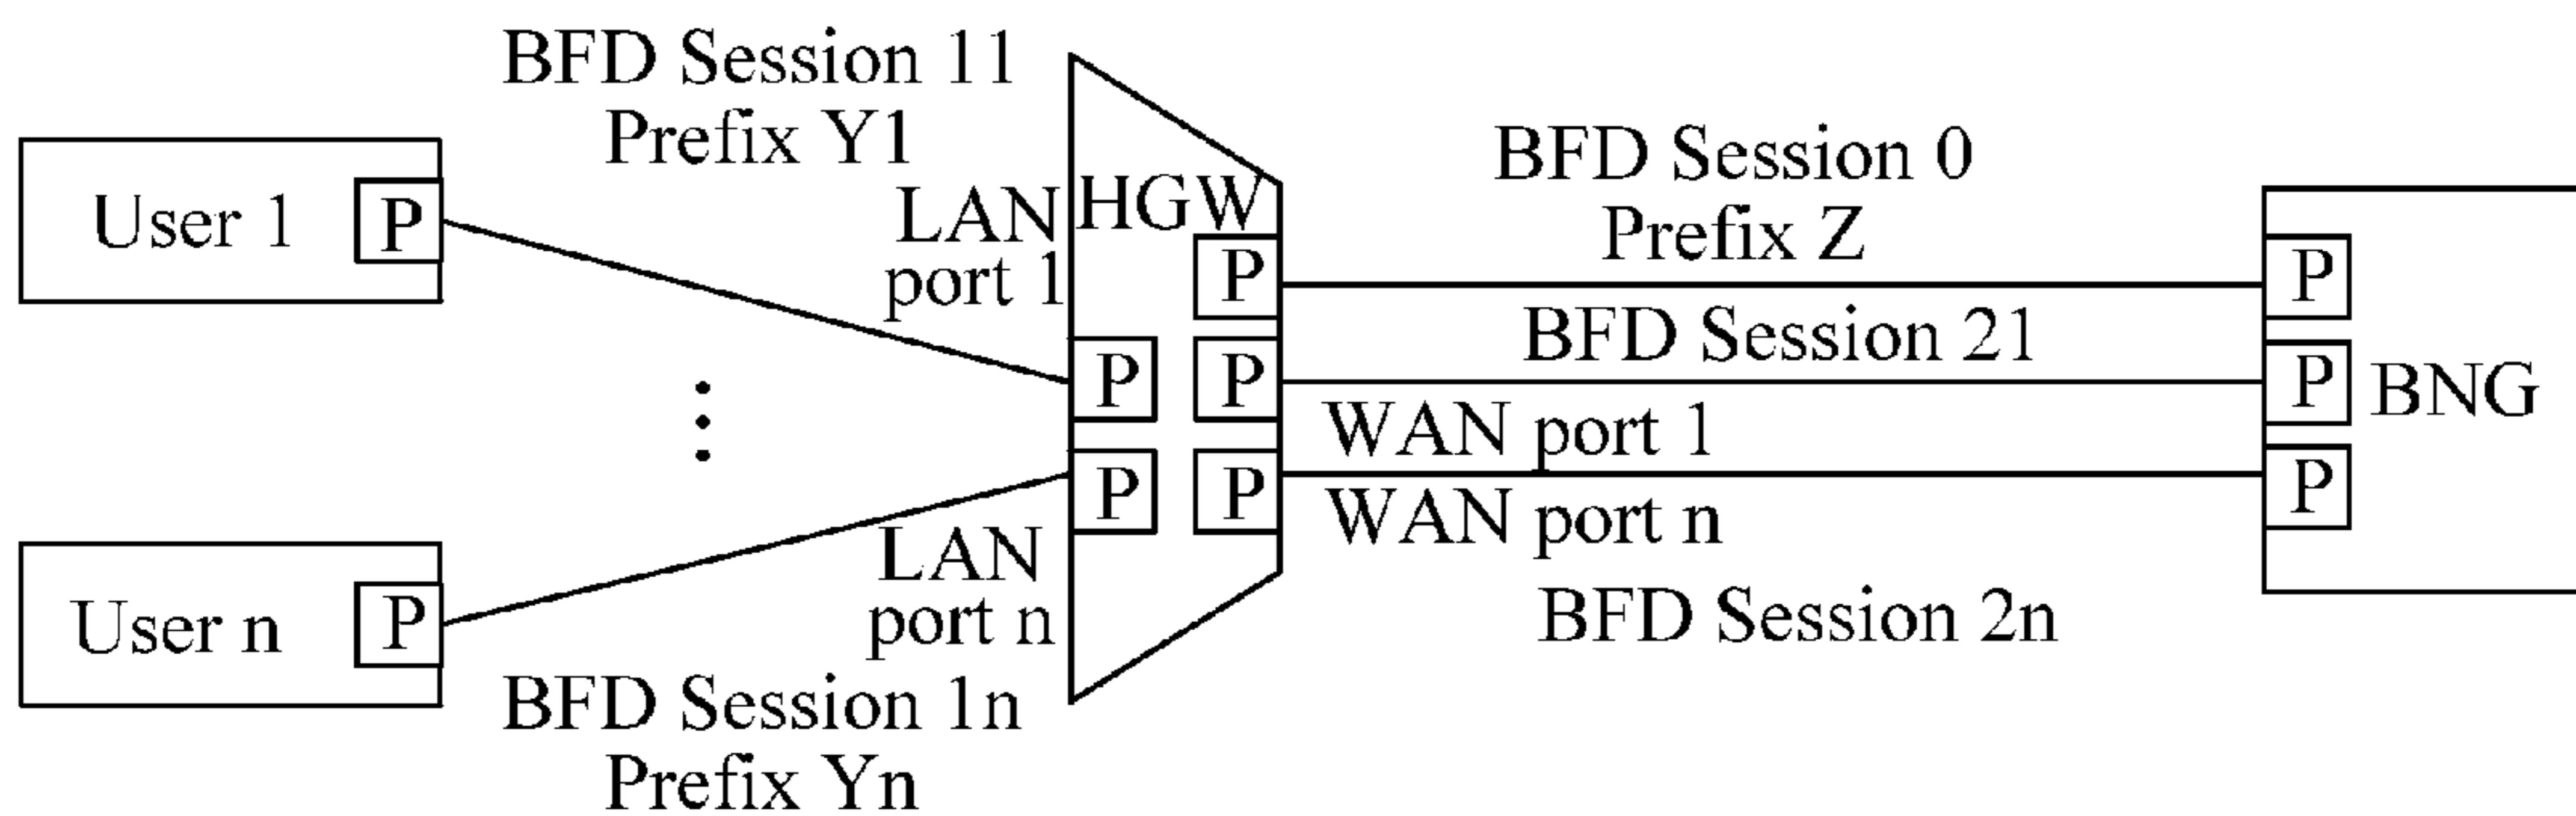 BFD Session 11
Prefix Y1
User 1
P
LAN
port 1
HGW
P
BFD Session 0
Prefix Z
P
BFD Session 21
P
P
P
BNG
WAN port 1
P
P
P
WAN port n
LAN
port n
User n
P
BFD Session 1n
Prefix Yn
BFD Session 2n